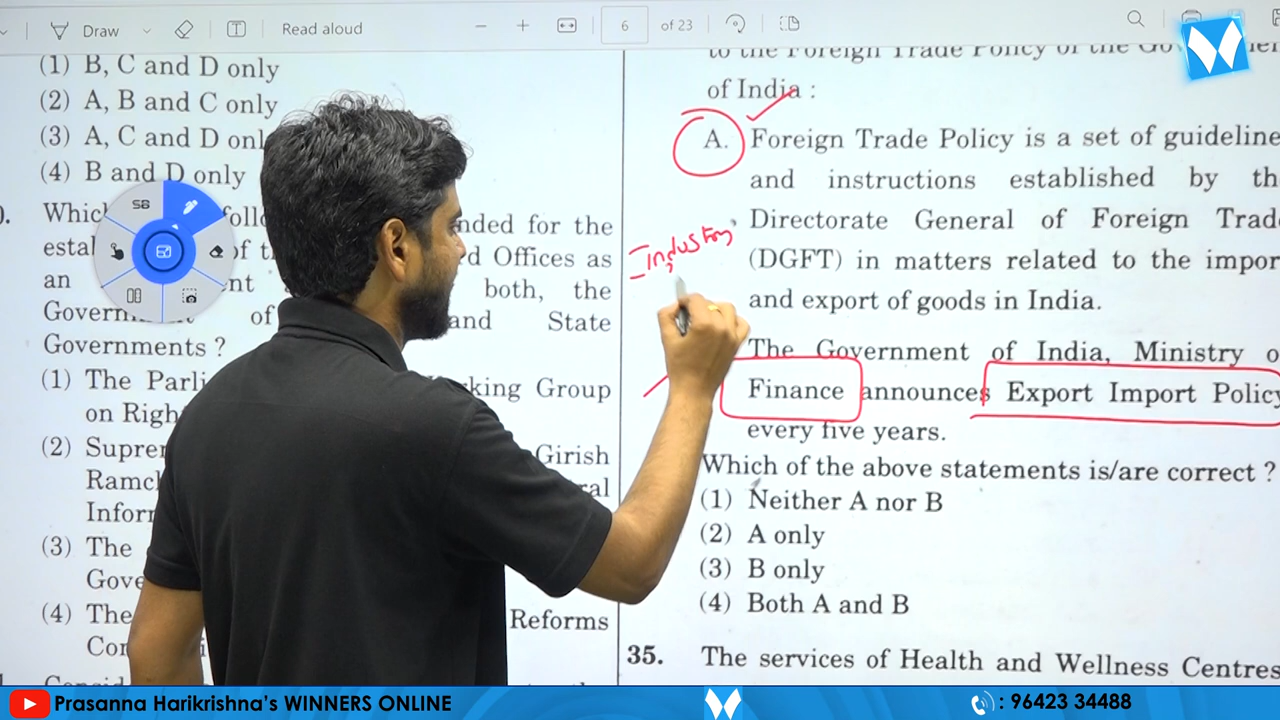 Draw
Read aloud
6 of 23
(1) B, C and D only
(2) A, B and C only
(3) A, C and D onl
(4) B and D only
Whic follo nded for the
estal of t d Offices as
an nt both, the
Governm of and State
Governments ?
(1) The Parli king Group
on Righ
(2) Suprer Girish
Ramcl ral
Inforr
(3) The
Gove
(4) The Reforms
Con
to the Foreign Trade Policy of the Gov
of India :
A. Foreign Trade Policy is a set of guideline
and instructions established by th
Directorate General of Foreign Trad
(DGFT) in matters related to the impor
and export of goods in India.
Industry
The Government of India, Ministry o
Finance announces Export Import Policy
every five years.
Which of the above statements is/are correct ?
(1) Neither A nor B
(2) A only
(3) B only
(4) Both A and B
35. The services of Health and Wellness Centres
Prasanna Harikrishna's WINNERS ONLINE
: 96423 34488